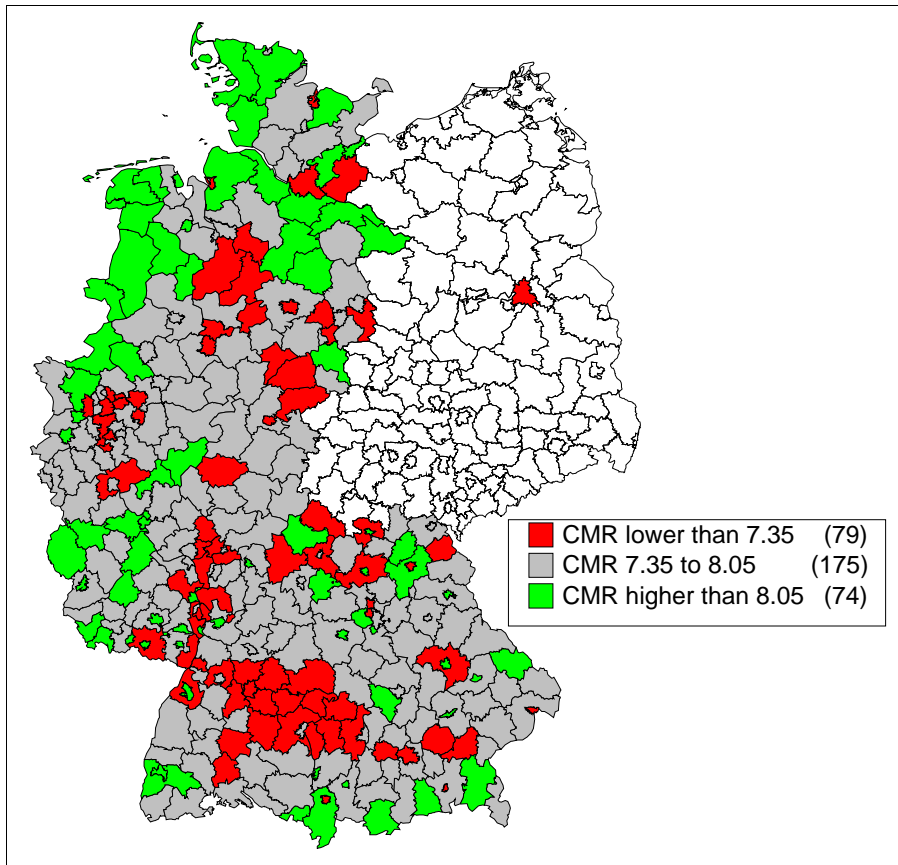 CMR lower than 7.35 (79)
CMR 7.35 to 8.05 (175)
CMR higher than 8.05 (74)